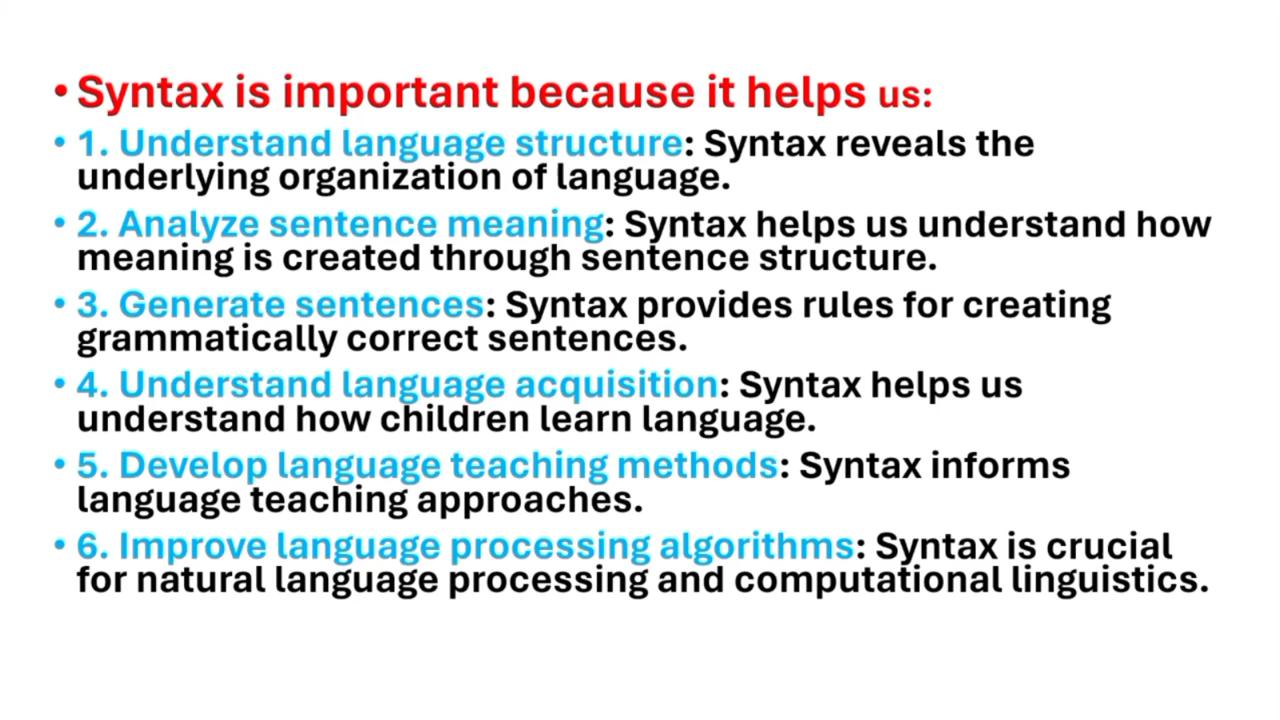 • Syntax is important because it helps us:
• 1. Understand language structure: Syntax reveals the
underlying organization of language.
• 2. Analyze sentence meaning: Syntax helps us understand how
meaning is created through sentence structure.
• 3. Generate sentences: Syntax provides rules for creating
grammatically correct sentences.
• 4. Understand language acquisition: Syntax helps us
understand how children learn language.
• 5. Develop language teaching methods: Syntax informs
language teaching approaches.
• 6. Improve language processing algorithms: Syntax is crucial
for natural language processing and computational linguistics.